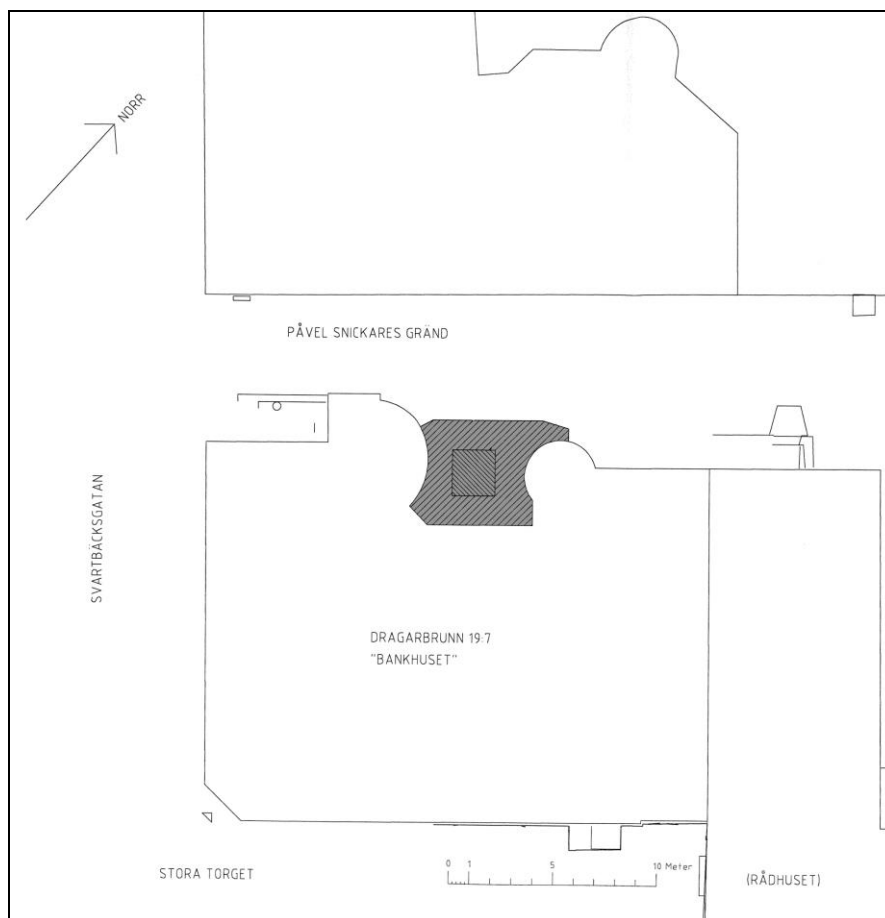 NORR
PÅVEL SNICKARES GRÄND
SVARTBÄCKSGATAN
DRAGARBRUNN 19:7
"BANKHUSET"
STORA TORGET
0 1 5 10 Meter
(RÅDHUSET)